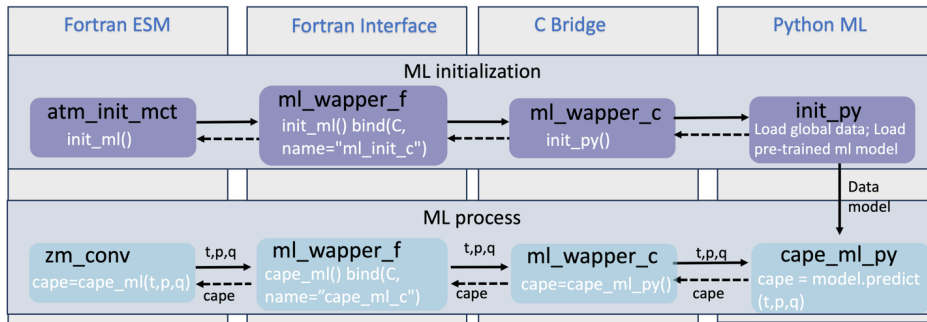 Fortran ESM
Fortran Interface
C Bridge
Python ML
ML initialization
atm_init_mct
init_ml()
ml_wapper_f
init_ml() bind(C,
name="ml_init_c")
ml_wapper_c
init_py()
init_py
Load global data; Load
pre-trained ml model
Data
model
ML process
zm_conv
cape=cape_ml(t,p,q)
t,p,q
cape
ml_wapper_f
cape_ml() bind(C,
name=”cape_ml_c")
t,p,q
cape
ml_wapper_c
cape=cape_ml_py()
t,p,q
cape
cape_ml_py
cape = model.predict
(t,p,q)